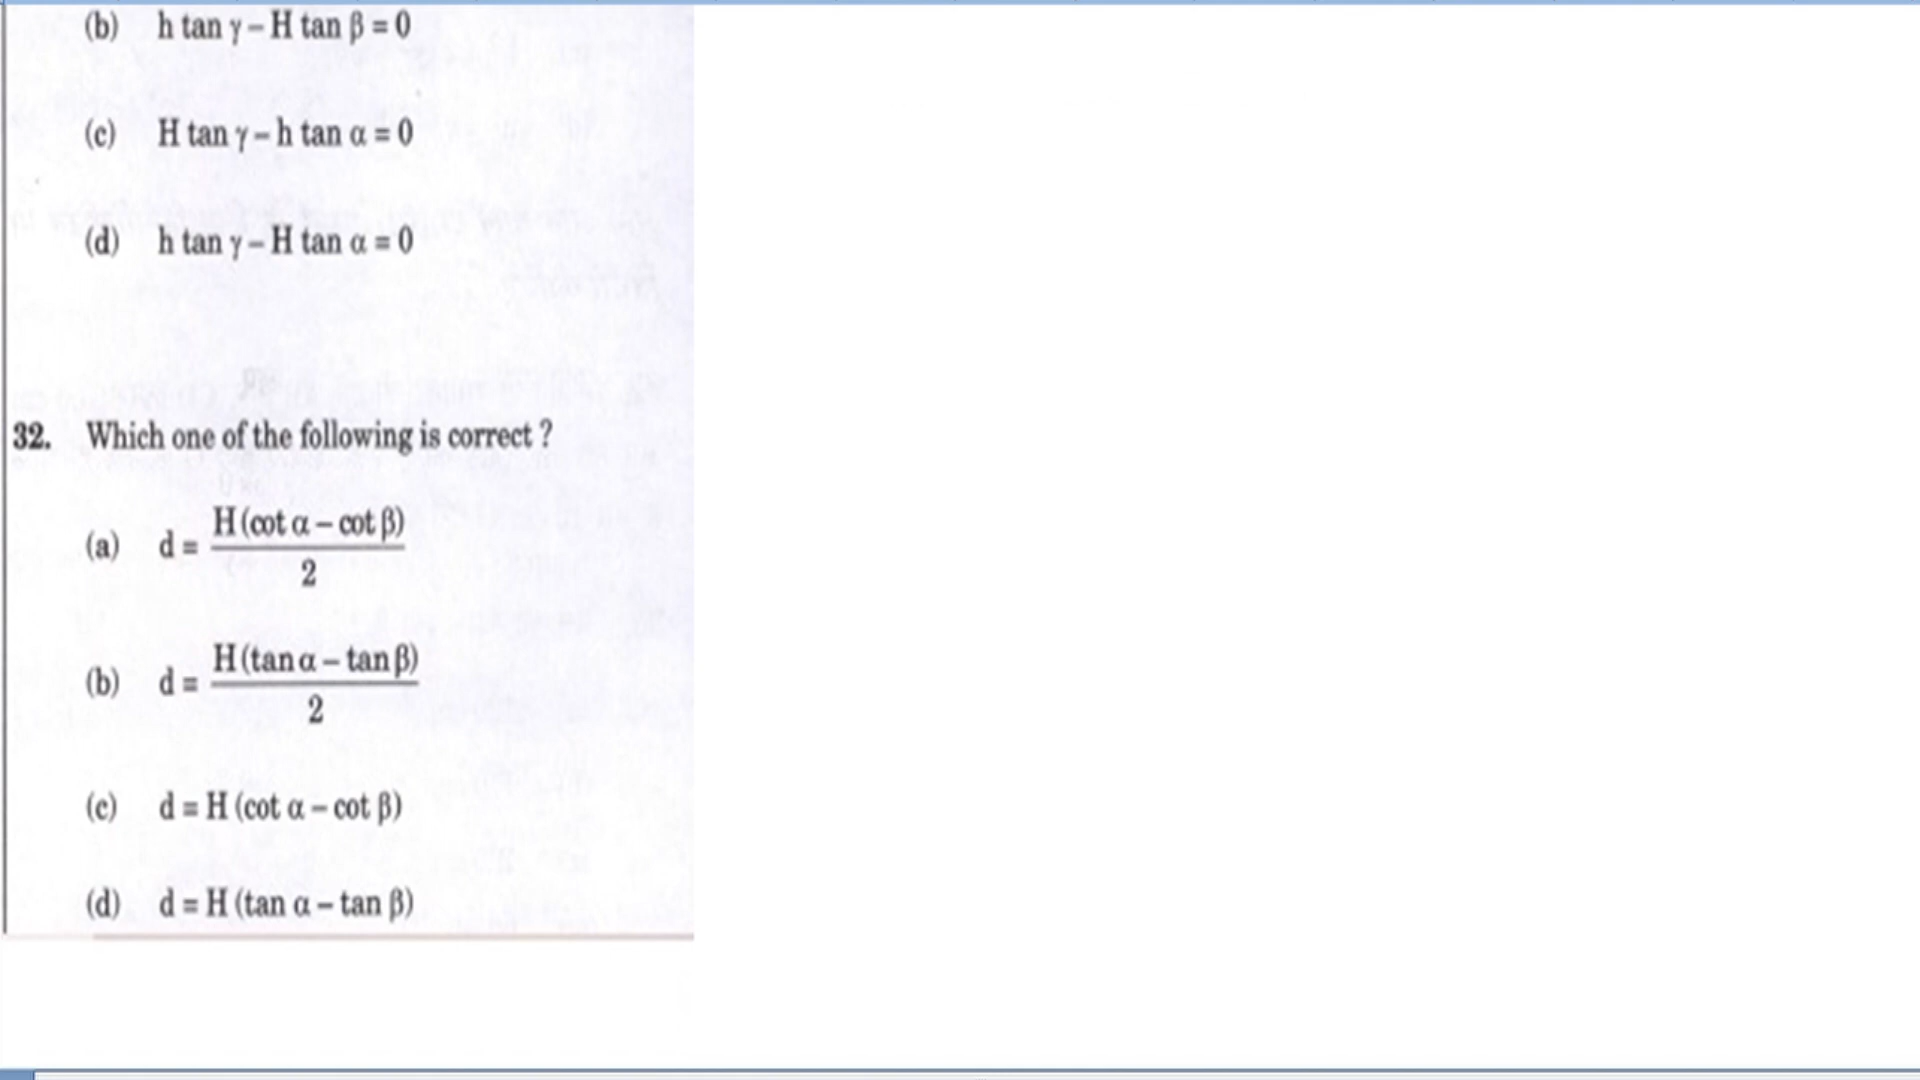 (b) h tan γ – H tan β = 0
(c) H tan γ – h tan α = 0
(d) h tan γ – H tan α = 0
32. Which one of the following is correct ?
(a) d = H (cot α – cot β) / 2
(b) d = H (tan α – tan β) / 2
(c) d = H (cot α – cot β)
(d) d = H (tan α – tan β)